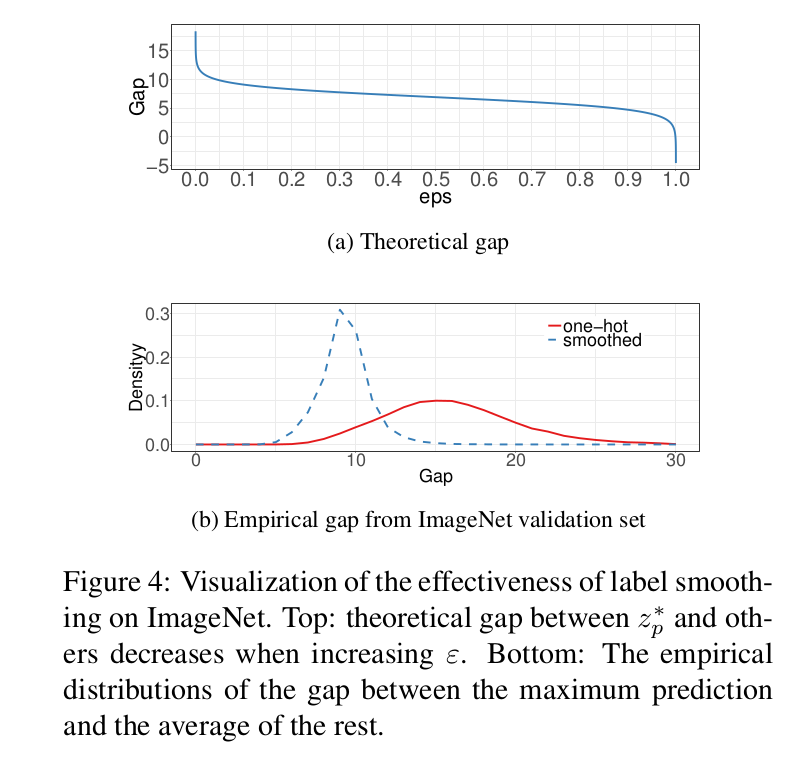 15
10
5
0
−5
Gap
0.0 0.1 0.2 0.3 0.4 0.5 0.6 0.7 0.8 0.9 1.0
eps
(a) Theoretical gap
0.3
0.2
0.1
0.0
Densityy
one−hot
smoothed
0 10 20 30
Gap
(b) Empirical gap from ImageNet validation set
Figure 4: Visualization of the effectiveness of label smooth-
ing on ImageNet. Top: theoretical gap between z*p and oth-
ers decreases when increasing ε. Bottom: The empirical
distributions of the gap between the maximum prediction
and the average of the rest.